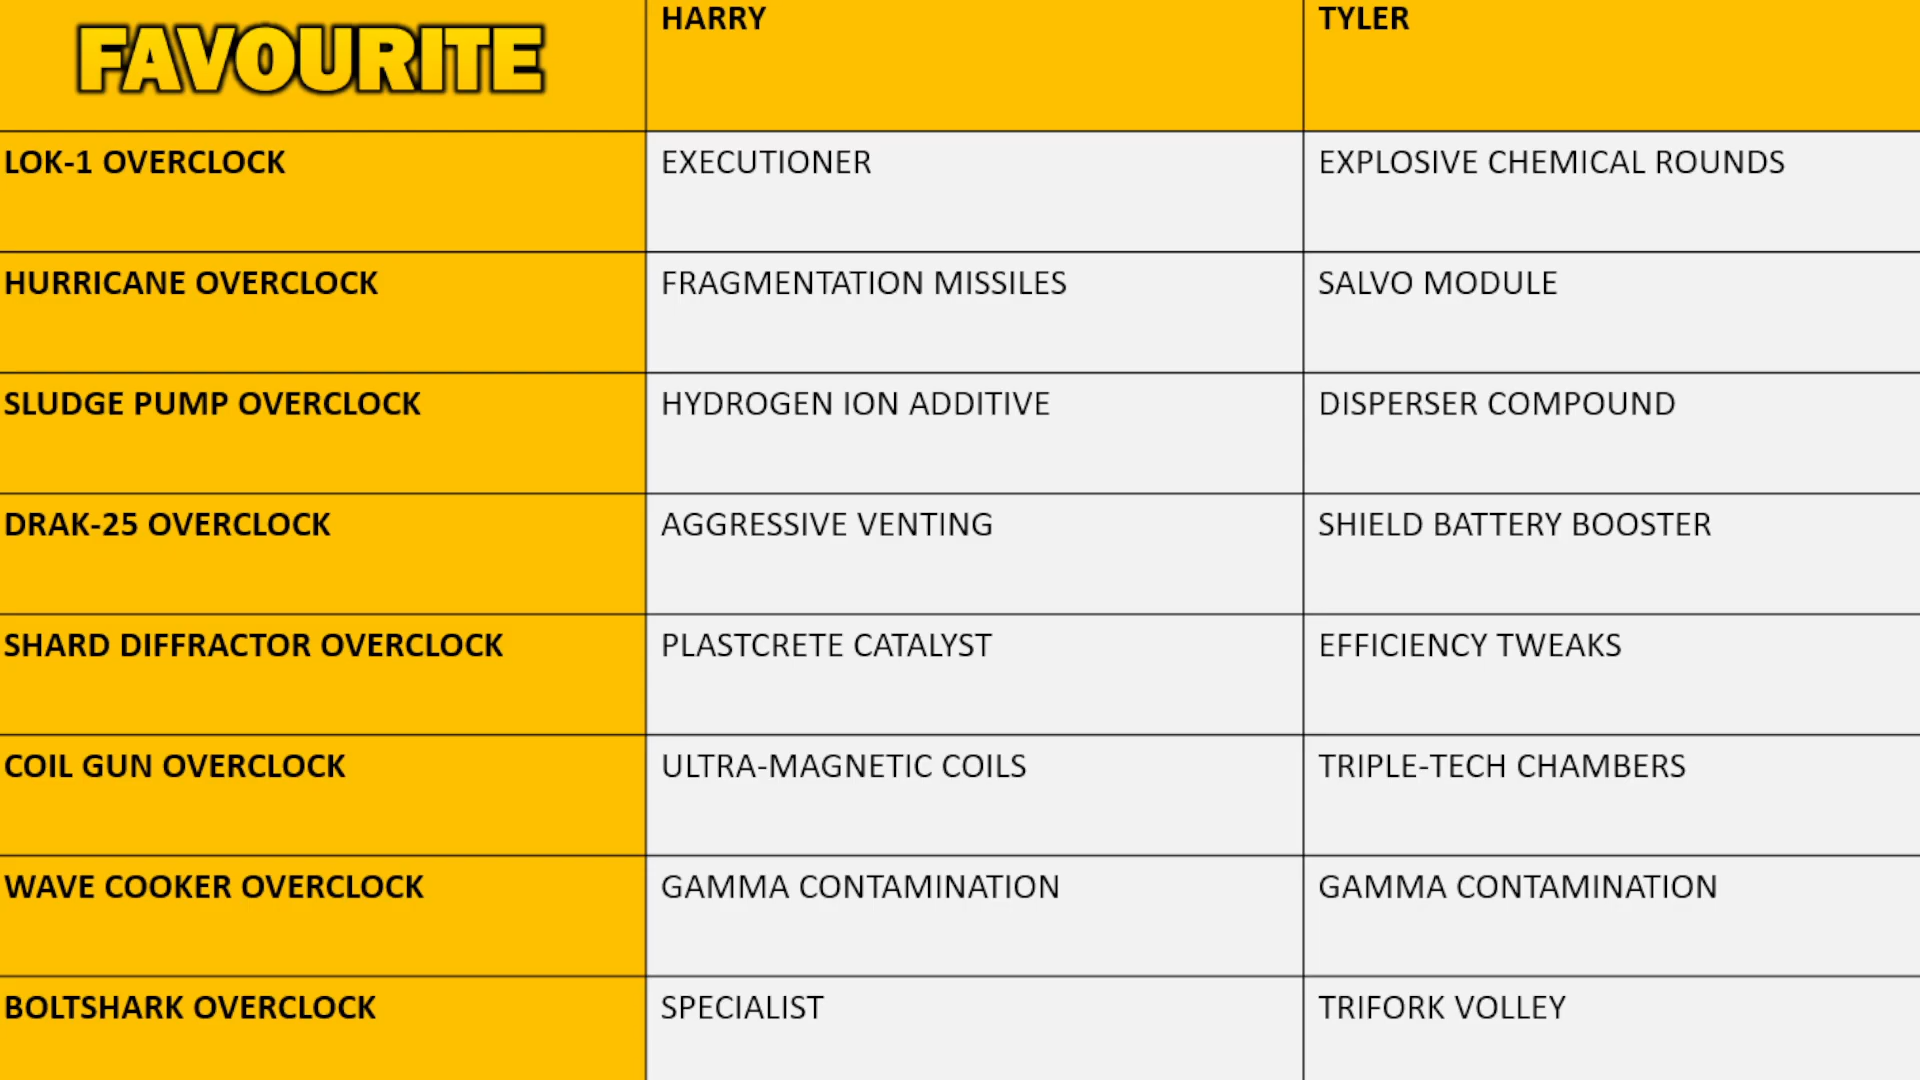 FAVOURITE
HARRY
TYLER
LOK-1 OVERCLOCK
EXECUTIONER
EXPLOSIVE CHEMICAL ROUNDS
HURRICANE OVERCLOCK
FRAGMENTATION MISSILES
SALVO MODULE
SLUDGE PUMP OVERCLOCK
HYDROGEN ION ADDITIVE
DISPERSER COMPOUND
DRAK-25 OVERCLOCK
AGGRESSIVE VENTING
SHIELD BATTERY BOOSTER
SHARD DIFFRACTOR OVERCLOCK
PLASTCRETE CATALYST
EFFICIENCY TWEAKS
COIL GUN OVERCLOCK
ULTRA-MAGNETIC COILS
TRIPLE-TECH CHAMBERS
WAVE COOKER OVERCLOCK
GAMMA CONTAMINATION
GAMMA CONTAMINATION
BOLTSHARK OVERCLOCK
SPECIALIST
TRIFORK VOLLEY